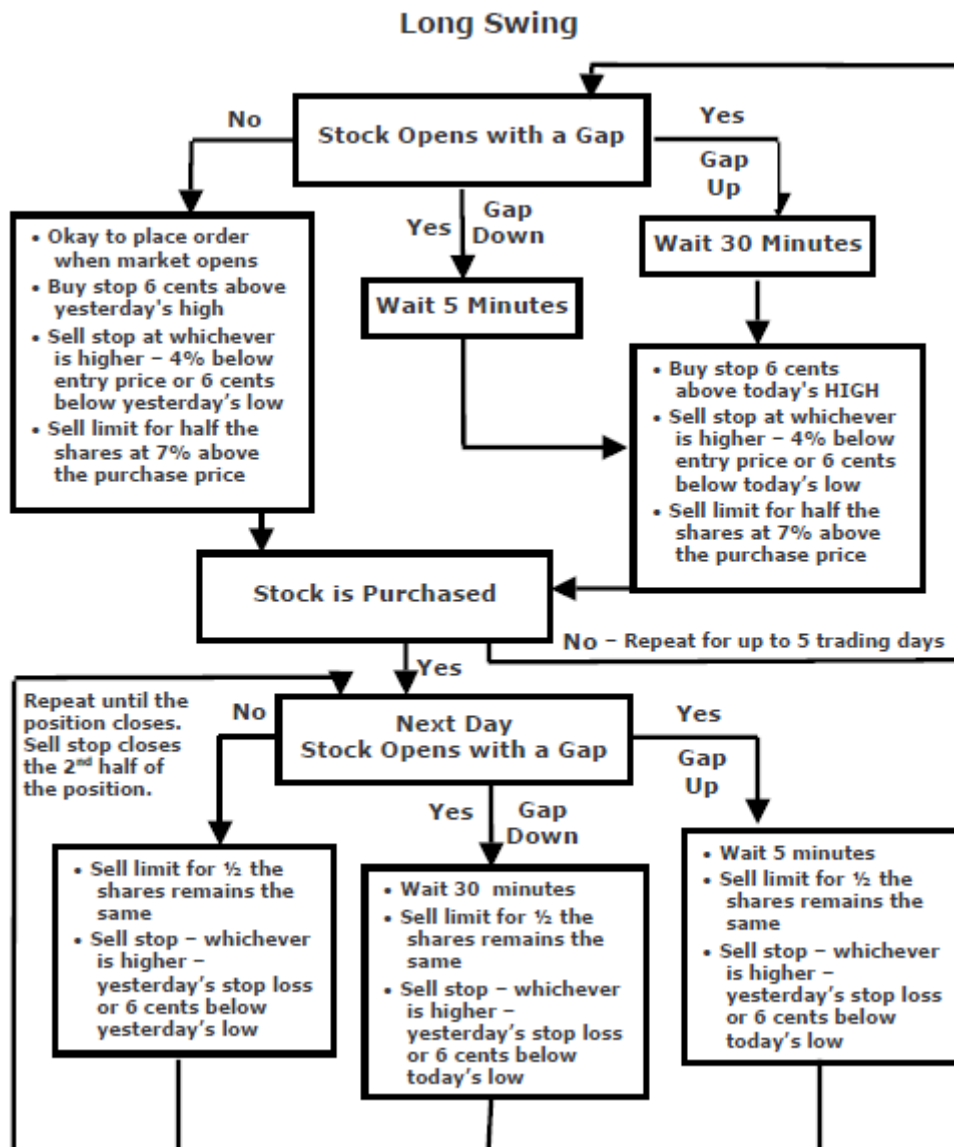 Long Swing
No
Stock Opens with a Gap
Yes
Gap
Up
Yes
Gap
Down
• Okay to place order
when market opens
• Buy stop 6 cents above
yesterday's high
• Sell stop at whichever
is higher – 4% below
entry price or 6 cents
below yesterday's low
• Sell limit for half the
shares at 7% above
the purchase price
Wait 5 Minutes
Wait 30 Minutes
• Buy stop 6 cents
above today's HIGH
• Sell stop at whichever
is higher – 4% below
entry price or 6 cents
below today's low
• Sell limit for half the
shares at 7% above
the purchase price
Stock is Purchased
No – Repeat for up to 5 trading days
Yes
Repeat until the
position closes.
Sell stop closes
the 2nd half of
the position.
No
Next Day
Stock Opens with a Gap
Yes
Gap
Up
Yes
Gap
Down
• Sell limit for ½ the
shares remains the
same
• Sell stop – whichever
is higher –
yesterday's stop loss
or 6 cents below
yesterday's low
• Wait 30 minutes
• Sell limit for ½ the
shares remains the
same
• Sell stop – whichever
is higher –
yesterday's stop loss
or 6 cents below
today's low
• Wait 5 minutes
• Sell limit for ½ the
shares remains the
same
• Sell stop – whichever
is higher –
yesterday's stop loss
or 6 cents below
today's low